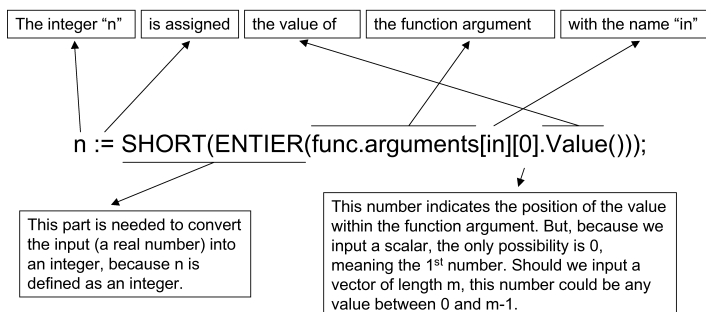 The integer “n”
is assigned
the value of
the function argument
with the name “in”
n := SHORT(ENTIER(func.arguments[in][0].Value()));
This part is needed to convert
the input (a real number) into
an integer, because n is
defined as an integer.
This number indicates the position of the value
within the function argument. But, because we
input a scalar, the only possibility is 0,
meaning the 1st number. Should we input a
vector of length m, this number could be any
value between 0 and m-1.